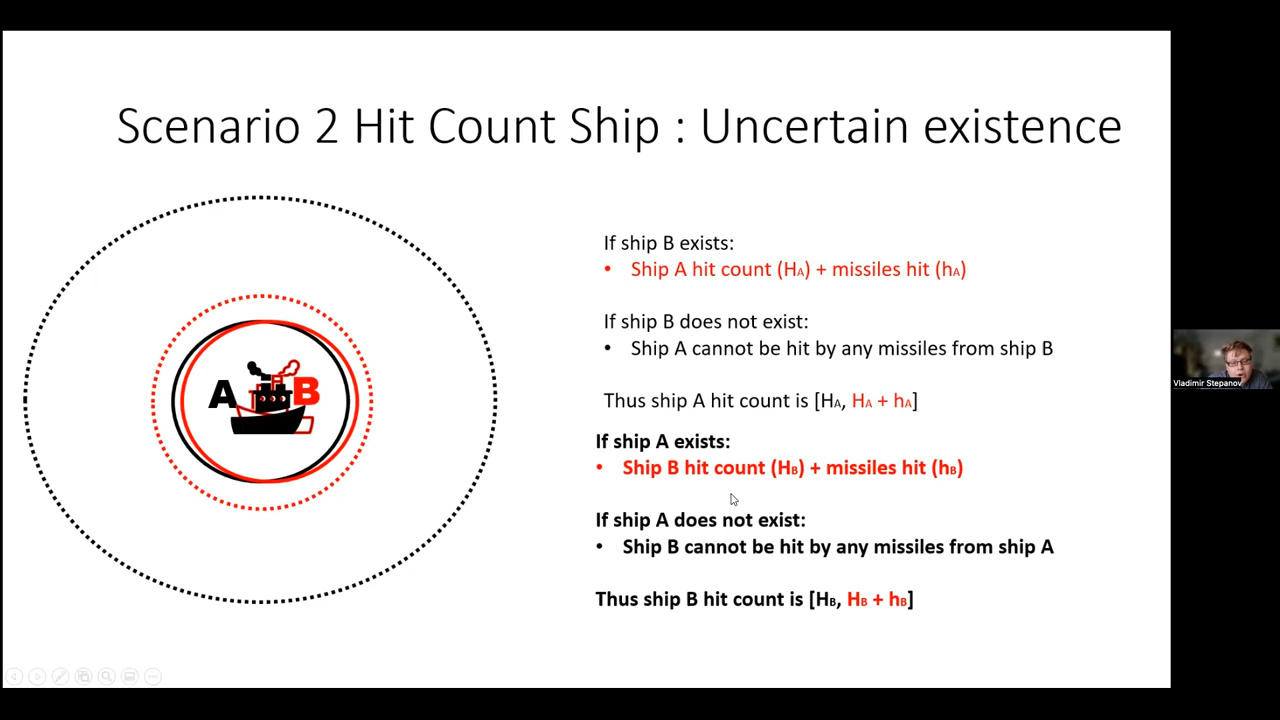 Scenario 2 Hit Count Ship : Uncertain existence
If ship B exists:
• Ship A hit count (HA) + missiles hit (hA)
If ship B does not exist:
• Ship A cannot be hit by any missiles from ship B
Thus ship A hit count is [HA, HA + hA]
If ship A exists:
• Ship B hit count (HB) + missiles hit (hB)
If ship A does not exist:
• Ship B cannot be hit by any missiles from ship A
Thus ship B hit count is [HB, HB + hB]
A B
Vladimir Stepanov